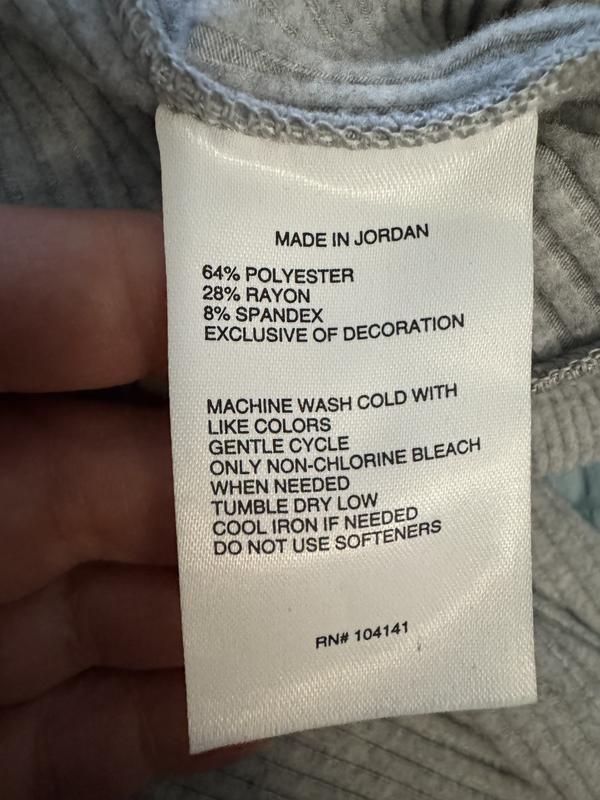 MADE IN JORDAN
64% POLYESTER
28% RAYON
8% SPANDEX
EXCLUSIVE OF DECORATION
MACHINE WASH COLD WITH
LIKE COLORS
GENTLE CYCLE
ONLY NON-CHLORINE BLEACH
WHEN NEEDED
TUMBLE DRY LOW
COOL IRON IF NEEDED
DO NOT USE SOFTENERS
RN# 104141